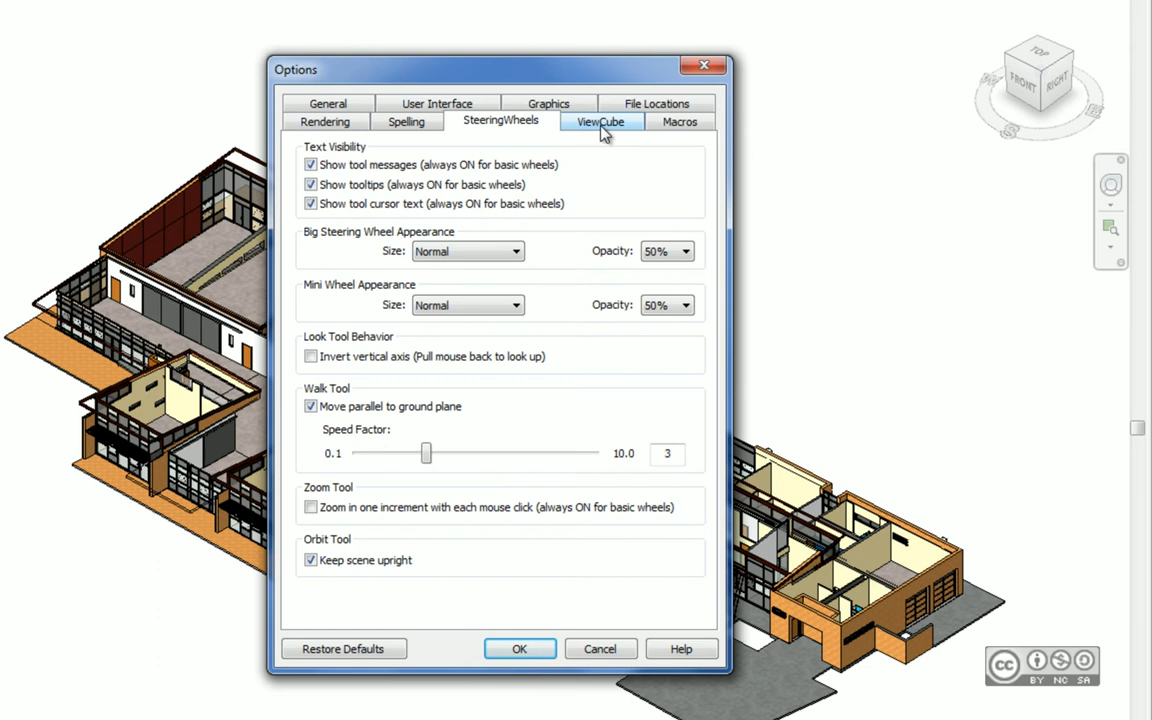 Options
General
User Interface
Graphics
File Locations
Rendering
Spelling
SteeringWheels
ViewCube
Macros
Text Visibility
Show tool messages (always ON for basic wheels)
Show tooltips (always ON for basic wheels)
Show tool cursor text (always ON for basic wheels)
Big Steering Wheel Appearance
Size: Normal Opacity: 50%
Mini Wheel Appearance
Size: Normal Opacity: 50%
Look Tool Behavior
Invert vertical axis (Pull mouse back to look up)
Walk Tool
Move parallel to ground plane
Speed Factor:
0.1 10.0 3
Zoom Tool
Zoom in one increment with each mouse click (always ON for basic wheels)
Orbit Tool
Keep scene upright
Restore Defaults
OK
Cancel
Help
TOP
FRONT
RIGHT
W
S
E
cc
BY NC SA